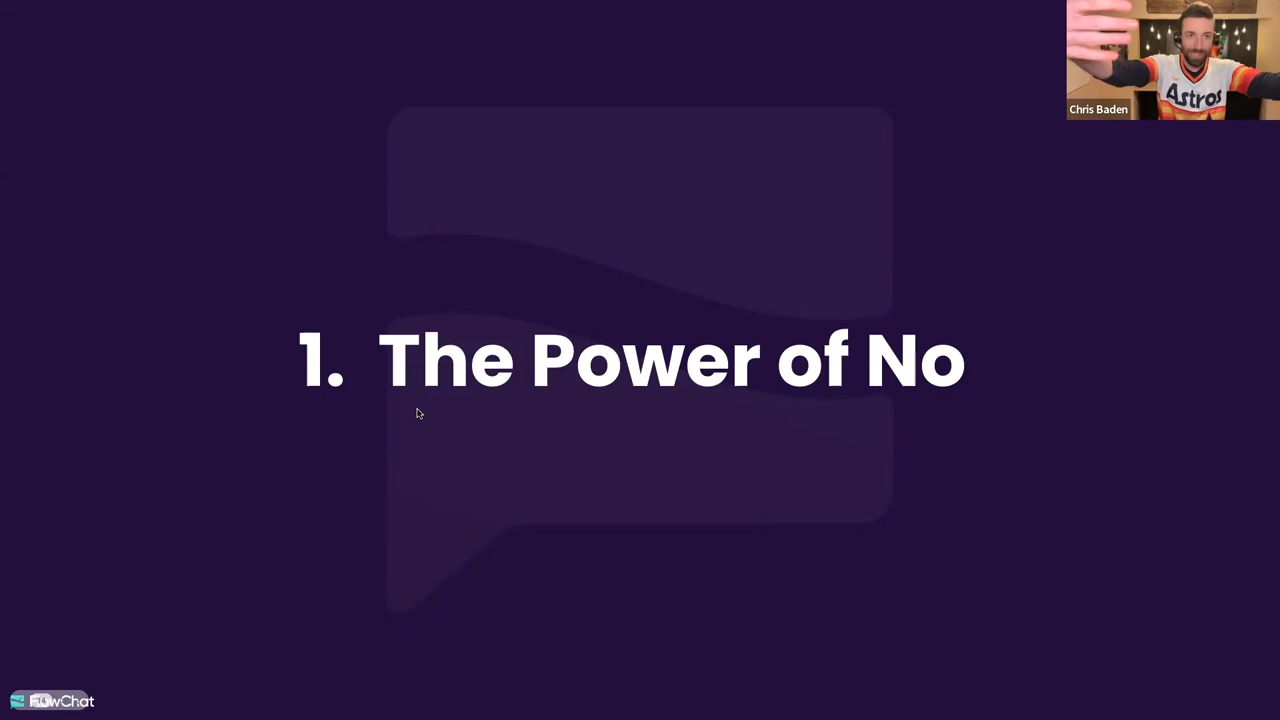 Astros
Chris Baden
1. The Power of No
FlowChat